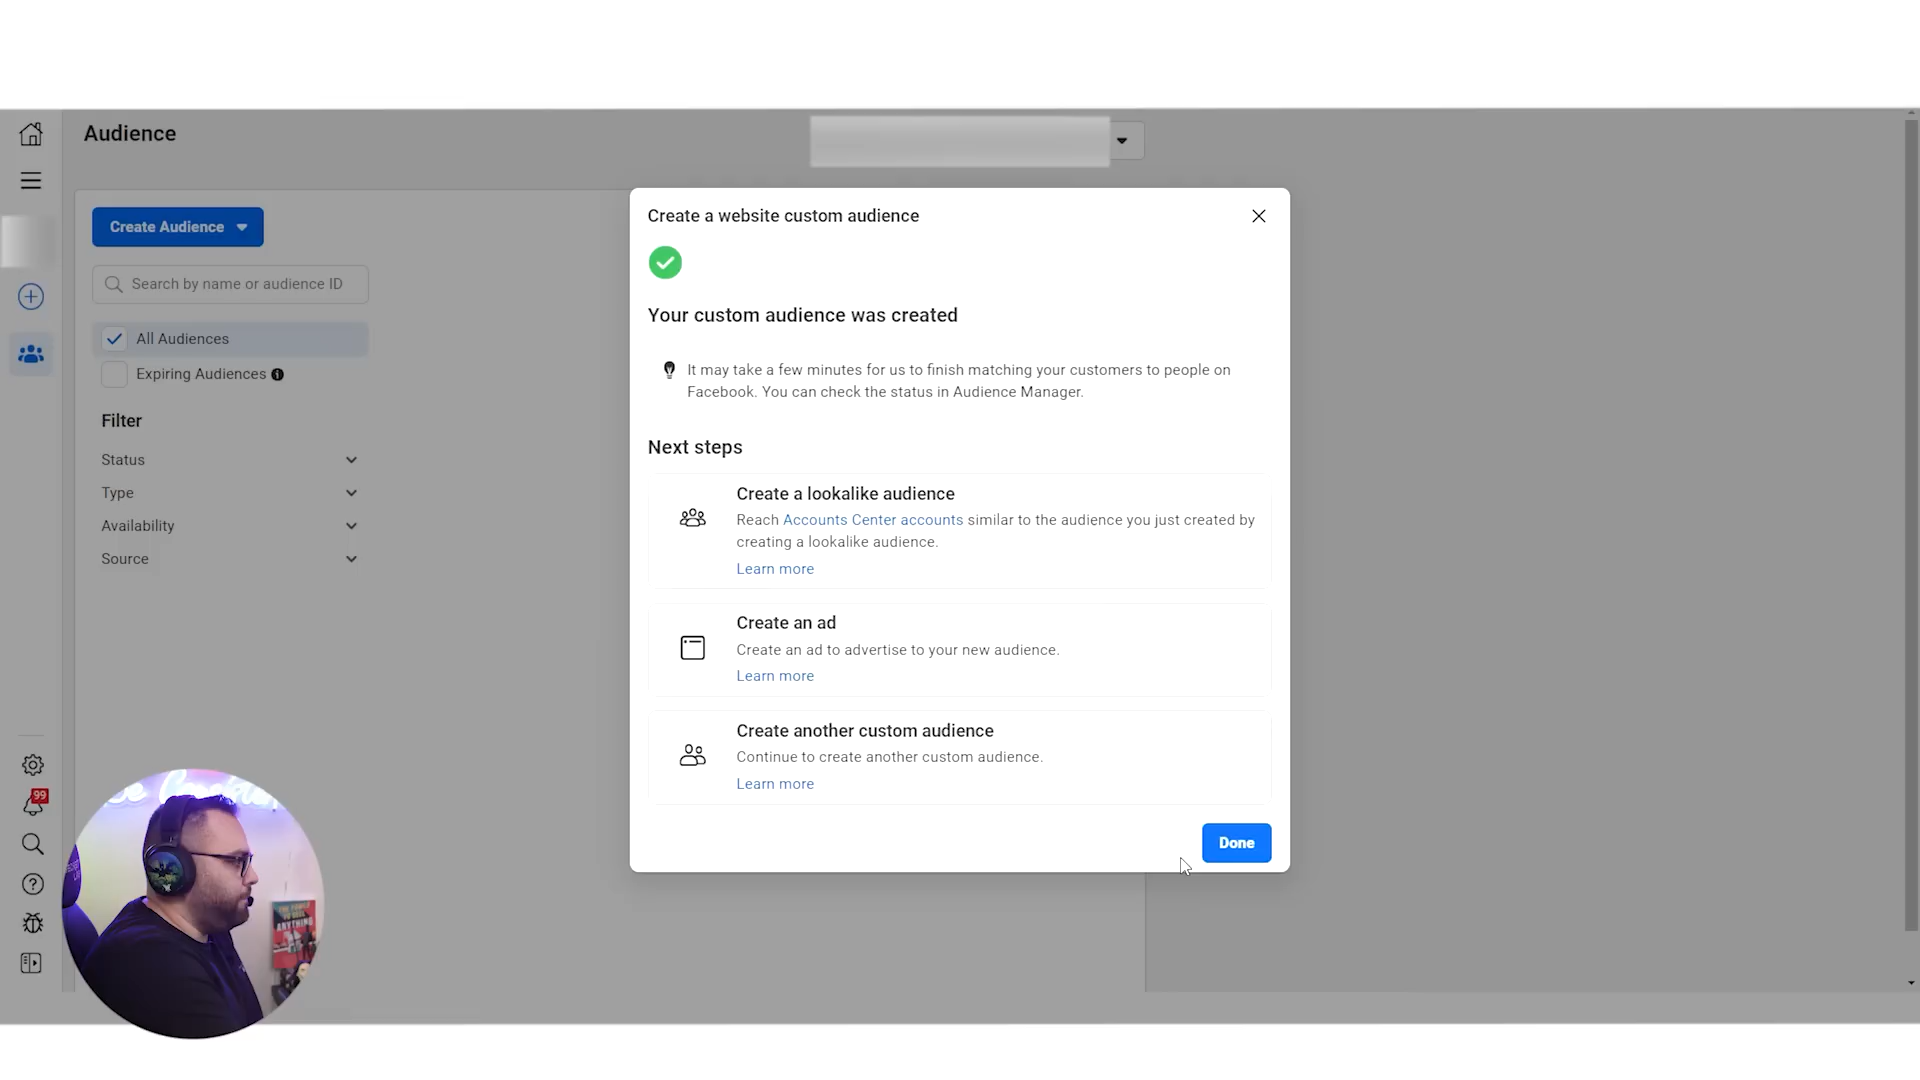 Audience
Create Audience
Search by name or audience ID
All Audiences
Expiring Audiences
Filter
Status
Type
Availability
Source
99
Create a website custom audience
Your custom audience was created
It may take a few minutes for us to finish matching your customers to people on
Facebook. You can check the status in Audience Manager.
Next steps
Create a lookalike audience
Reach Accounts Center accounts similar to the audience you just created by
creating a lookalike audience.
Learn more
Create an ad
Create an ad to advertise to your new audience.
Learn more
Create another custom audience
Continue to create another custom audience.
Learn more
Done
ANYTHING